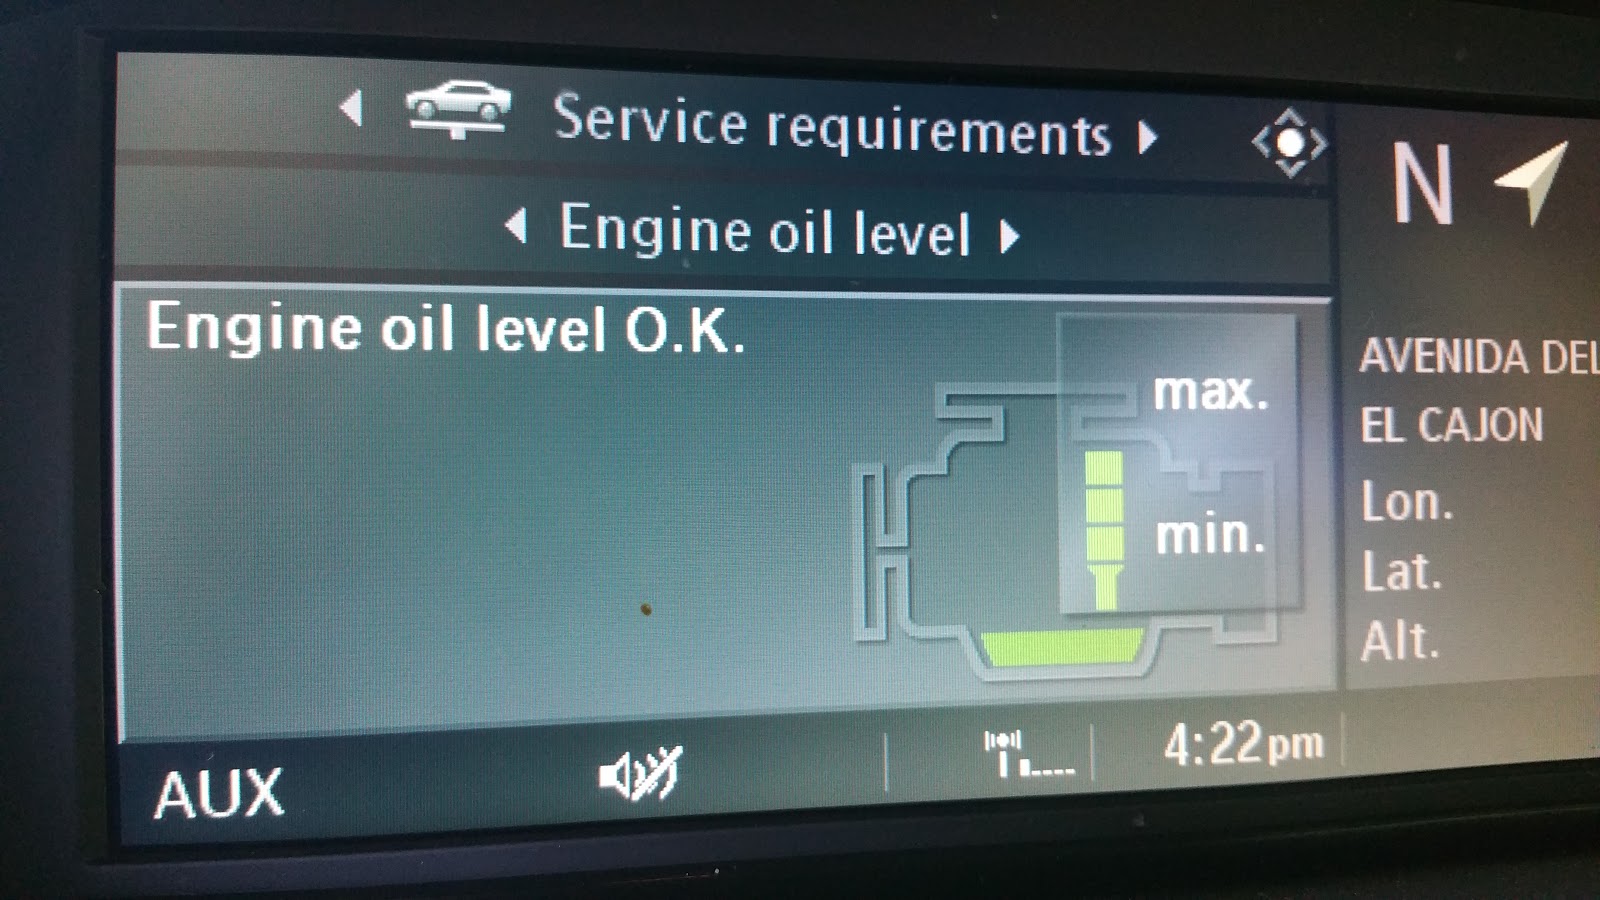 Service requirements
Engine oil level
Engine oil level O.K.
max.
min.
N
AVENIDA DEL
EL CAJON
Lon.
Lat.
Alt.
AUX
4:22pm